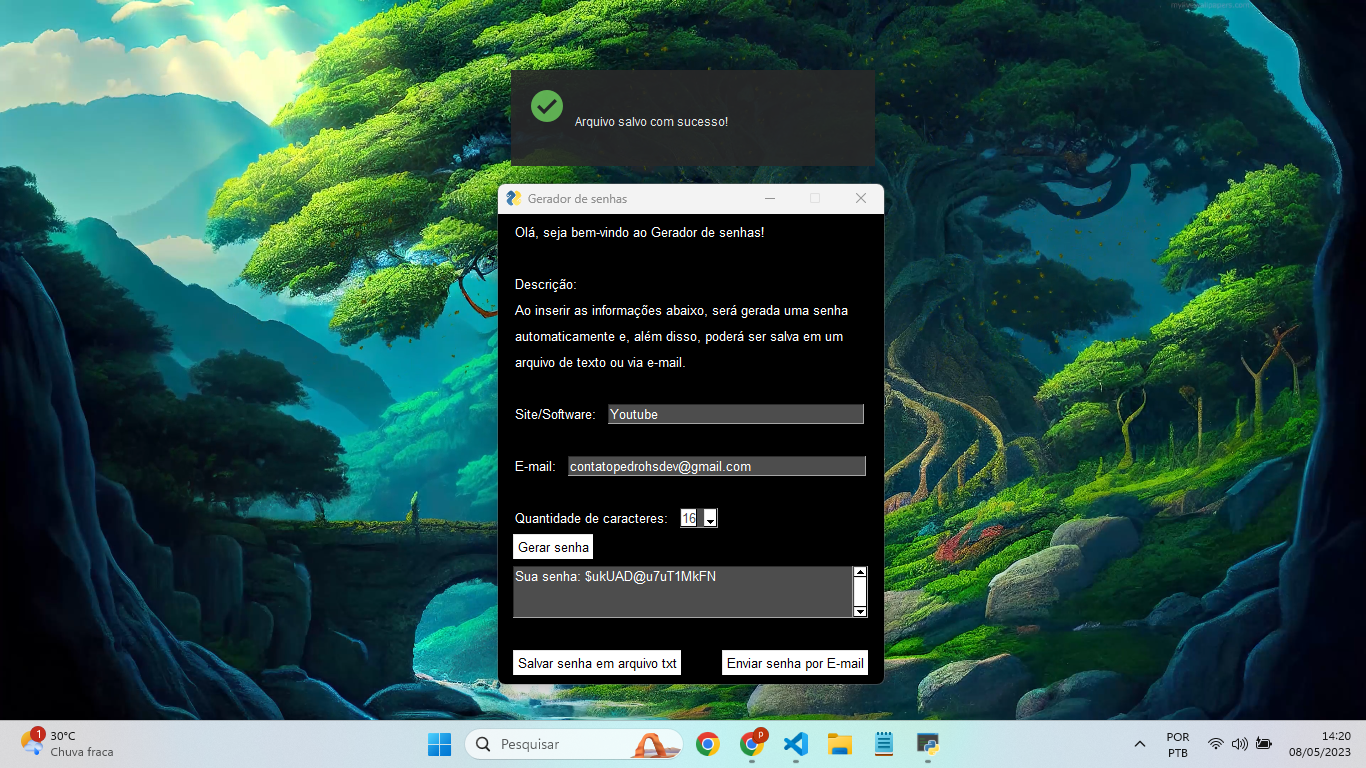 Arquivo salvo com sucesso!
Gerador de senhas
Olá, seja bem-vindo ao Gerador de senhas!
Descrição:
Ao inserir as informações abaixo, será gerada uma senha
automaticamente e, além disso, poderá ser salva em um
arquivo de texto ou via e-mail.
Site/Software: Youtube
E-mail: contatopedrohsdev@gmail.com
Quantidade de caracteres: 16
Gerar senha
Sua senha: $ukUAD@u7uT1MkFN
Salvar senha em arquivo txt Enviar senha por E-mail
1 30°C
Chuva fraca
Pesquisar
P
POR
PTB
14:20
08/05/2023